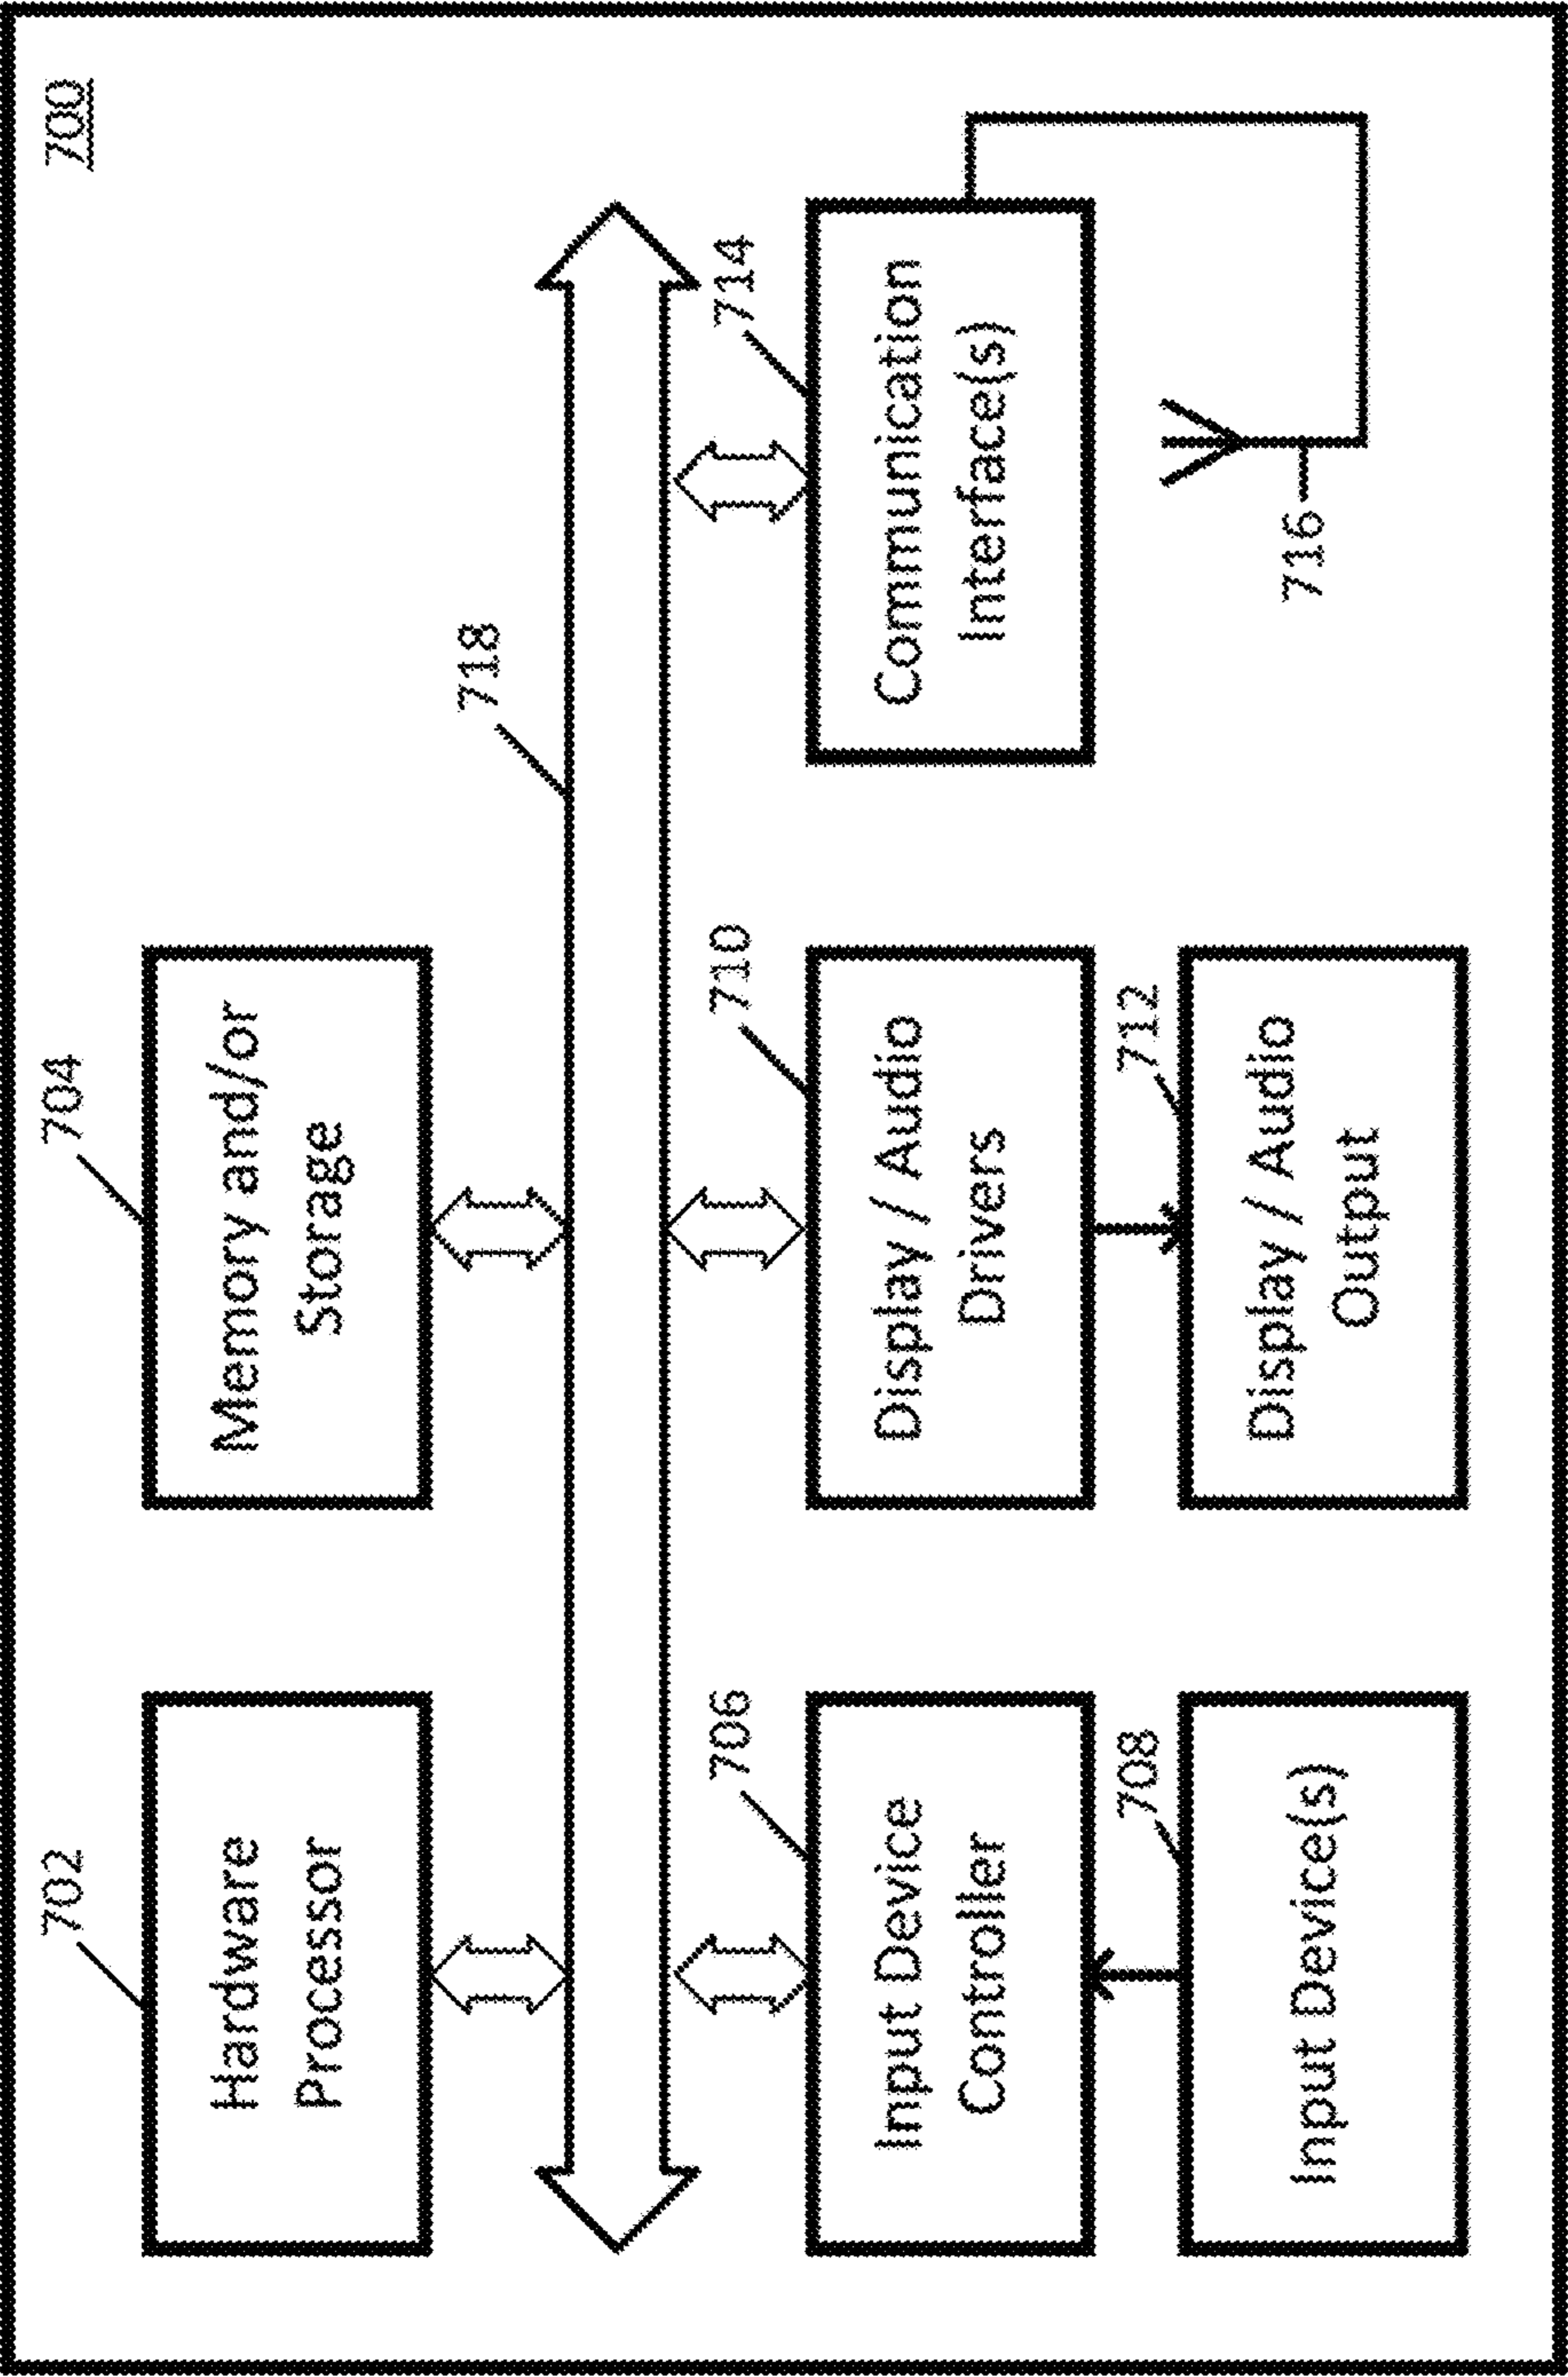 700
702
Hardware
Processor
704
Memory and/or
Storage
718
706
Input Device
Controller
710
Display / Audio
Drivers
714
Communication
Interface(s)
708
Input Device(s)
712
Display / Audio
Output
716